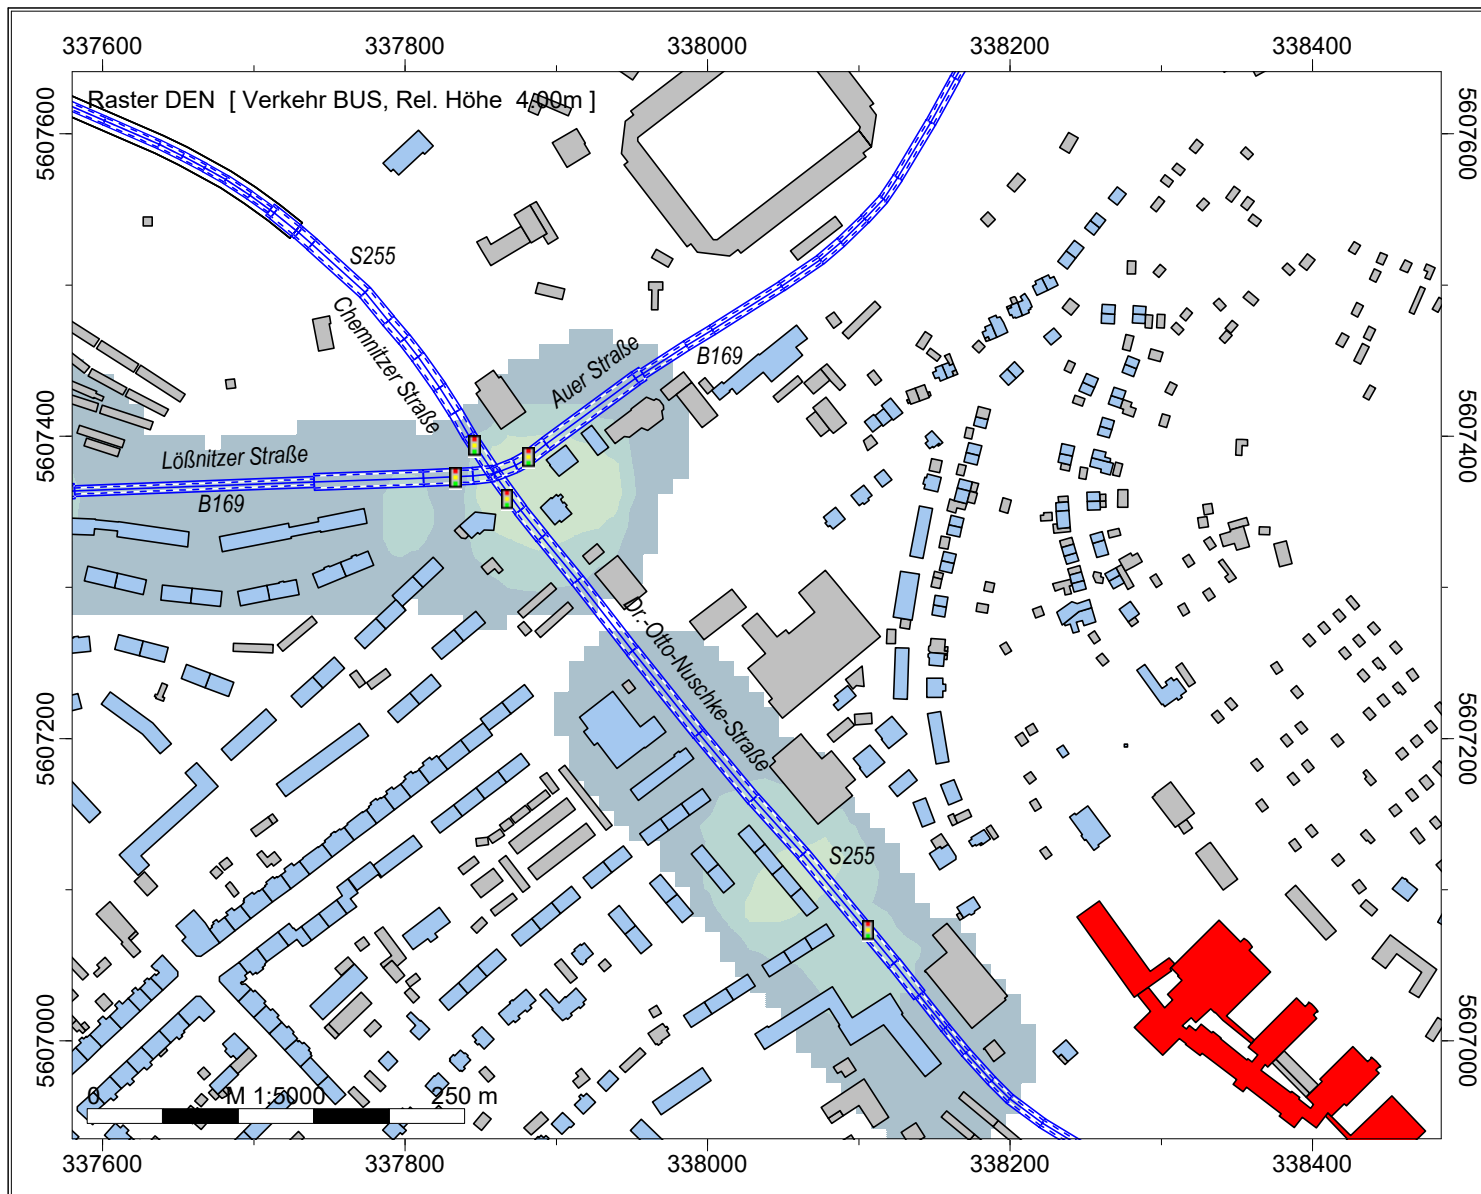 337600 337800 338000 338200 338400
Raster DEN [ Verkehr BUS, Rel. Höhe 4.00m ]
5607600
5607600
S255
Chemnitzer Straße
Auer Straße
B169
5607400
5607400
Lößnitzer Straße
B169
Dr.-Otto-Nuschke-Straße
5607200
5607200
S255
5607000
5607000
0 M 1:5000 250 m
337600 337800 338000 338200 338400